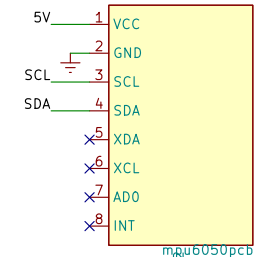 5V 1 VCC
2 GND
SCL 3 SCL
SDA 4 SDA
5 XDA
6 XCL
7 ADO
8 INT
mpu6050pcb